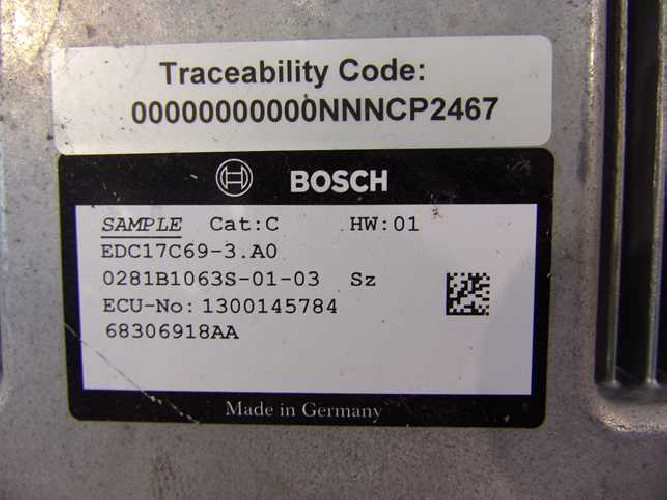 Traceability Code:
00000000000NNNCP2467
BOSCH
SAMPLE Cat:C HW:01
EDC17C69-3.A0
0281B1063S-01-03 Sz
ECU-No:1300145784
68306918AA
Made in Germany